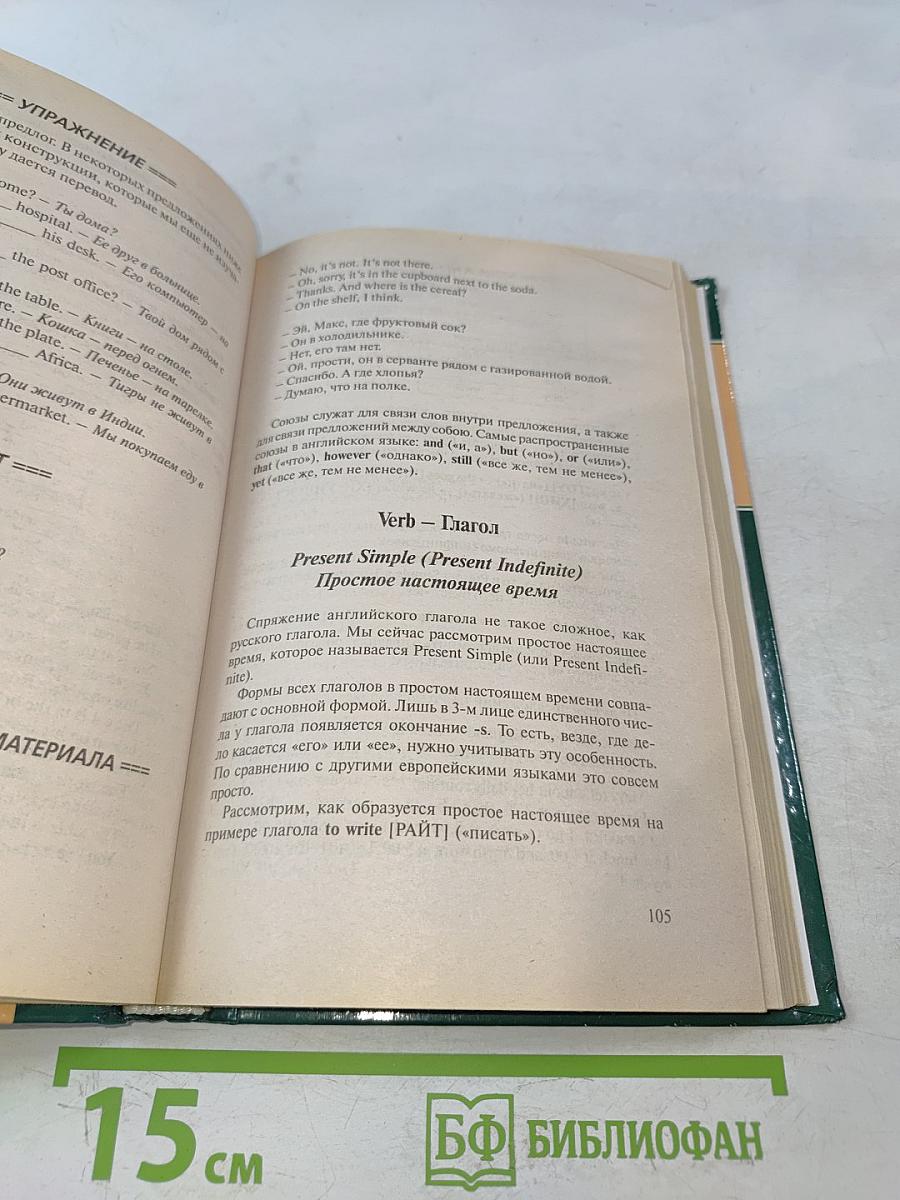 === УПРАЖНЕНИЕ ===
предлог. В некоторых предложениях ниже
конструкции, которые мы еще не изуча-
у дается перевод.
ome? – Ты дома?
____ hospital. – Ее друг в больнице.
____ his desk. – Его компьютер – на
_ the post office? – Твой дом рядом с
the table. – Книги – на столе.
re. – Кошка – перед огнем.
the plate. – Печенье – на тарелке.
____ Africa. – Тигры не живут в
Они живут в Индии.
ermarket. – Мы покупаем еду в
Т ===
?
МАТЕРИАЛА ===
– No, it's not. It's not there.
– Oh, sorry, it's in the cupboard next to the soda.
– Thanks. And where is the cereal?
– On the shelf, I think.
– Эй, Макс, где фруктовый сок?
– Он в холодильнике.
– Нет, его там нет.
– Ой, прости, он в серванте рядом с газированной водой.
– Спасибо. А где хлопья?
– Думаю, что на полке.
Союзы служат для связи слов внутри предложения, а также
для связи предложений между собою. Самые распространенные
союзы в английском языке: and («и, а»), but («но»), or («или»),
that («что»), however («однако»), still («все же, тем не менее»),
yet («все же, тем не менее»).
Verb – Глагол
Present Simple (Present Indefinite)
Простое настоящее время
Спряжение английского глагола не такое сложное, как
русского глагола. Мы сейчас рассмотрим простое настоящее
время, которое называется Present Simple (или Present Indefi-
nite).
Формы всех глаголов в простом настоящем времени совпа-
дают с основной формой. Лишь в 3-м лице единственного чис-
ла у глагола появляется окончание -s. То есть, везде, где де-
ло касается «его» или «ее», нужно учитывать эту особенность.
По сравнению с другими европейскими языками это совсем
просто.
Рассмотрим, как образуется простое настоящее время на
примере глагола to write [РАЙТ] («писать»).
105
15 см
БФ БИБЛИОФАН